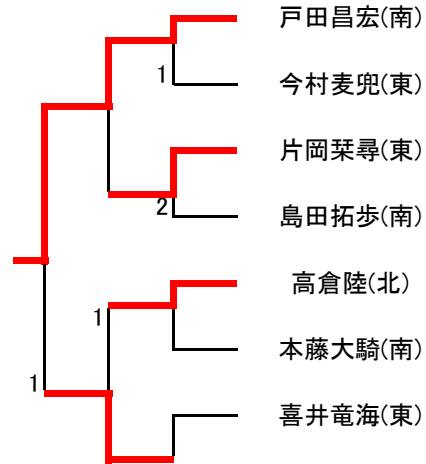 戸田昌宏(南)
1
今村麦兜(東)
片岡栞尋(東)
2
島田拓歩(南)
高倉陸(北)
1
本藤大騎(南)
1
喜井竜海(東)